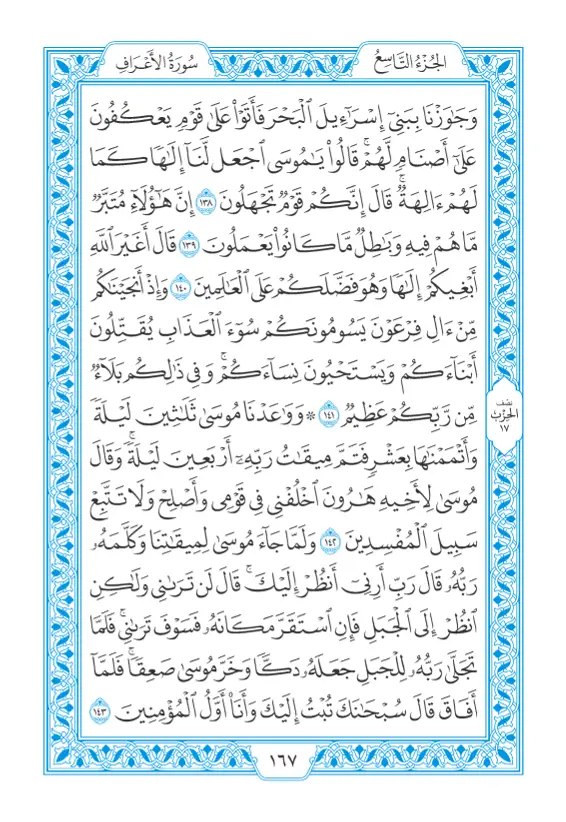 الجُزْءُ التَّاسِعُ
سُورَةُ الأَعْرَافِ
وَجَٰوَزْنَا بِبَنِيٓ إِسْرَٰٓءِيلَ ٱلْبَحْرَ فَأَتَوْا۟ عَلَىٰ قَوْمٍ يَعْكُفُونَ
عَلَىٰٓ أَصْنَامٍ لَّهُمْۚ قَالُوا۟ يَٰمُوسَى ٱجْعَل لَّنَآ إِلَٰهًا كَمَا
لَهُمْ ءَالِهَةٌۚ قَالَ إِنَّكُمْ قَوْمٌ تَجْهَلُونَ ١٣٨ إِنَّ هَٰٓؤُلَآءِ مُتَبَّرٌ
مَّا هُمْ فِيهِ وَبَٰطِلٌ مَّا كَانُوا۟ يَعْمَلُونَ ١٣٩ قَالَ أَغَيْرَ ٱللَّهِ
أَبْغِيكُمْ إِلَٰهًا وَهُوَ فَضَّلَكُمْ عَلَى ٱلْعَٰلَمِينَ ١٤٠ وَإِذْ أَنجَيْنَٰكُم
مِّنْ ءَالِ فِرْعَوْنَ يَسُومُونَكُمْ سُوٓءَ ٱلْعَذَابِ يُقَتِّلُونَ
أَبْنَآءَكُمْ وَيَسْتَحْيُونَ نِسَآءَكُمْۚ وَفِي ذَٰلِكُم بَلَآءٌ
مِّن رَّبِّكُمْ عَظِيمٌ ١٤١ ۞ وَوَٰعَدْنَا مُوسَىٰ ثَلَٰثِينَ لَيْلَةً
وَأَتْمَمْنَٰهَا بِعَشْرٍ فَتَمَّ مِيقَٰتُ رَبِّهِۦٓ أَرْبَعِينَ لَيْلَةًۚ وَقَالَ
مُوسَىٰ لِأَخِيهِ هَٰرُونَ ٱخْلُفْنِي فِي قَوْمِي وَأَصْلِحْ وَلَا تَتَّبِعْ
سَبِيلَ ٱلْمُفْسِدِينَ ١٤٢ وَلَمَّا جَآءَ مُوسَىٰ لِمِيقَٰتِنَا وَكَلَّمَهُۥ
رَبُّهُۥ قَالَ رَبِّ أَرِنِيٓ أَنظُرْ إِلَيْكَۚ قَالَ لَن تَرَىٰنِي وَلَٰكِنِ
ٱنظُرْ إِلَى ٱلْجَبَلِ فَإِنِ ٱسْتَقَرَّ مَكَانَهُۥ فَسَوْفَ تَرَىٰنِيۚ فَلَمَّا
تَجَلَّىٰ رَبُّهُۥ لِلْجَبَلِ جَعَلَهُۥ دَكًّا وَخَرَّ مُوسَىٰ صَعِقًاۚ فَلَمَّآ
أَفَاقَ قَالَ سُبْحَٰنَكَ تُبْتُ إِلَيْكَ وَأَنَا۠ أَوَّلُ ٱلْمُؤْمِنِينَ ١٤٣
نصف
الحِزْب
١٧
١٦٧